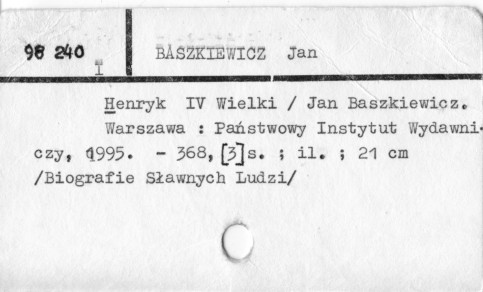 98 240
I
BASZKIEWICZ Jan
Henryk IV Wielki / Jan Baszkiewicz.
Warszawa : Państwowy Instytut Wydawni-
czy, 1995. - 368, [3]s. ; il. ; 21 cm
/Biografie Sławnych Ludzi/